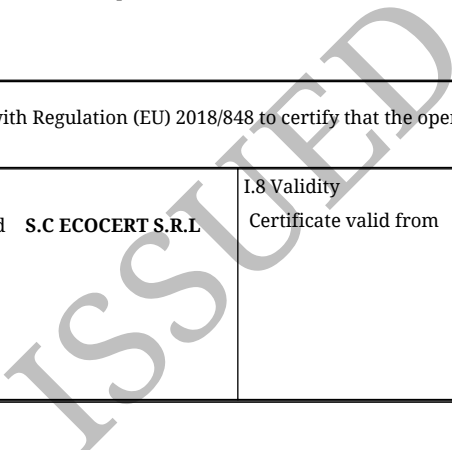 with Regulation (EU) 2018/848 to certify that the oper
I.8 Validity
S.C ECOCERT S.R.L
Certificate valid from
ISSUED